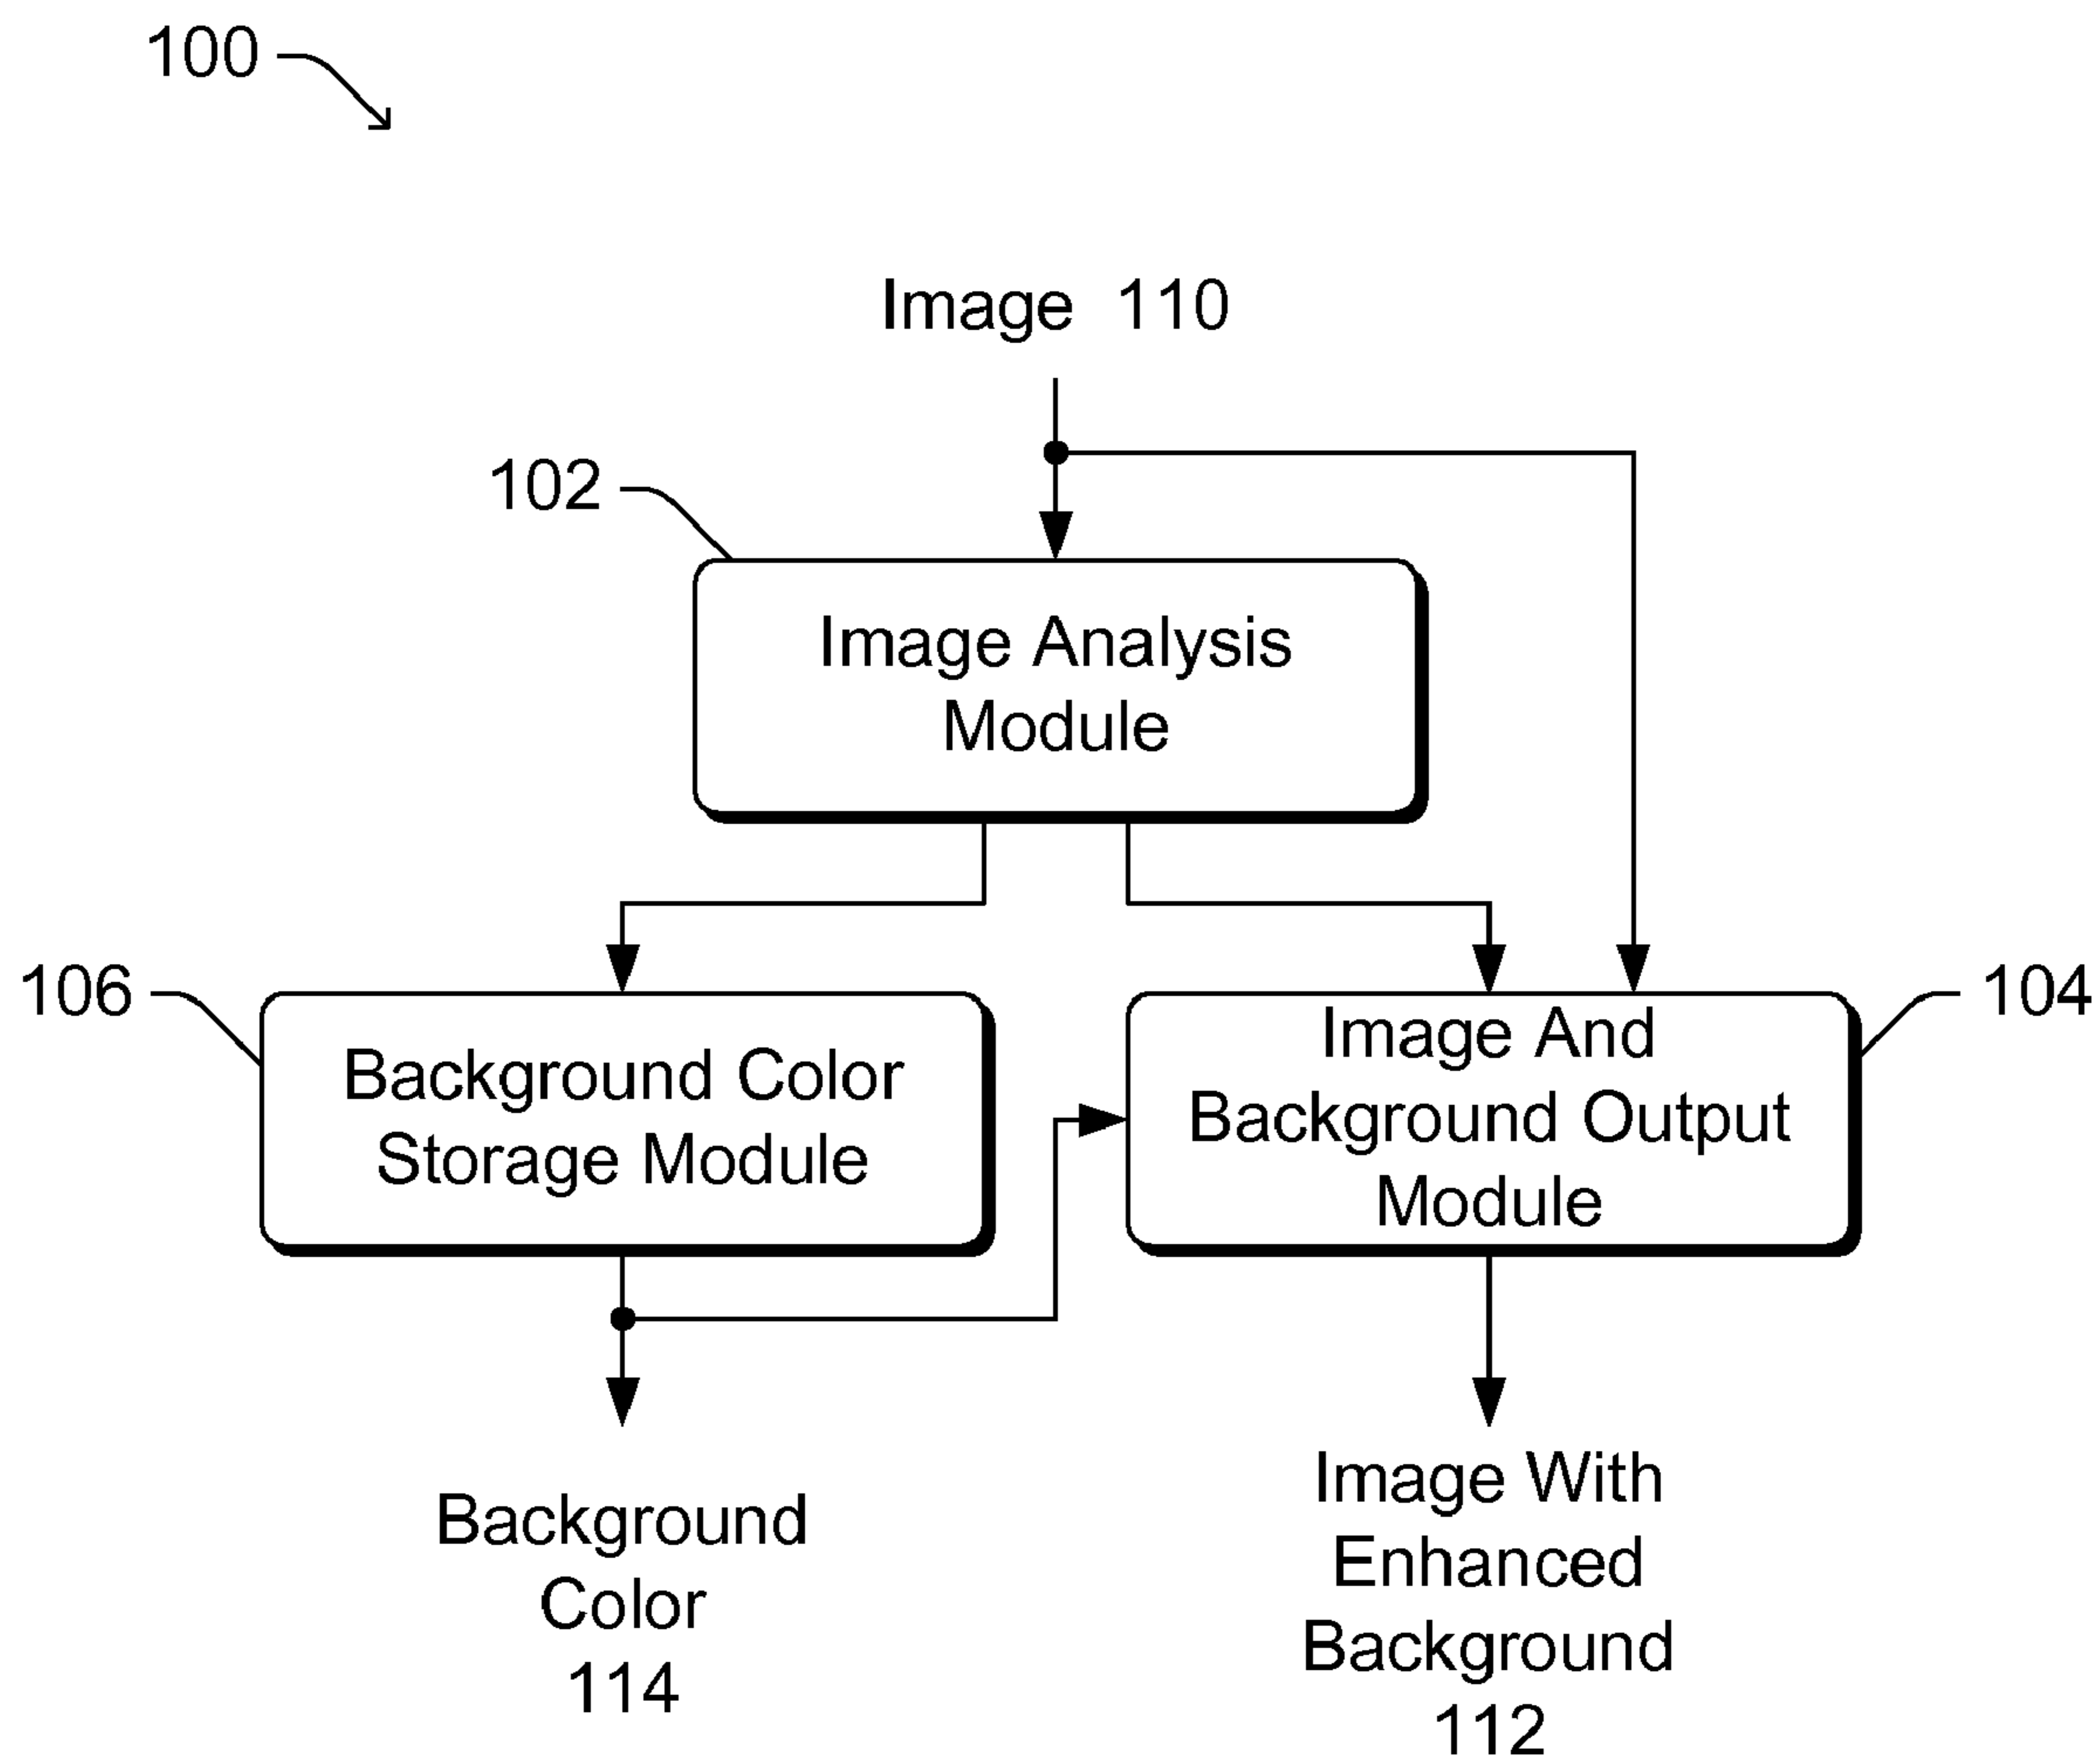 100
Image 110
102
Image Analysis
Module
106
Background Color
Storage Module
Image And
Background Output
Module
104
Background
Color
114
Image With
Enhanced
Background
112